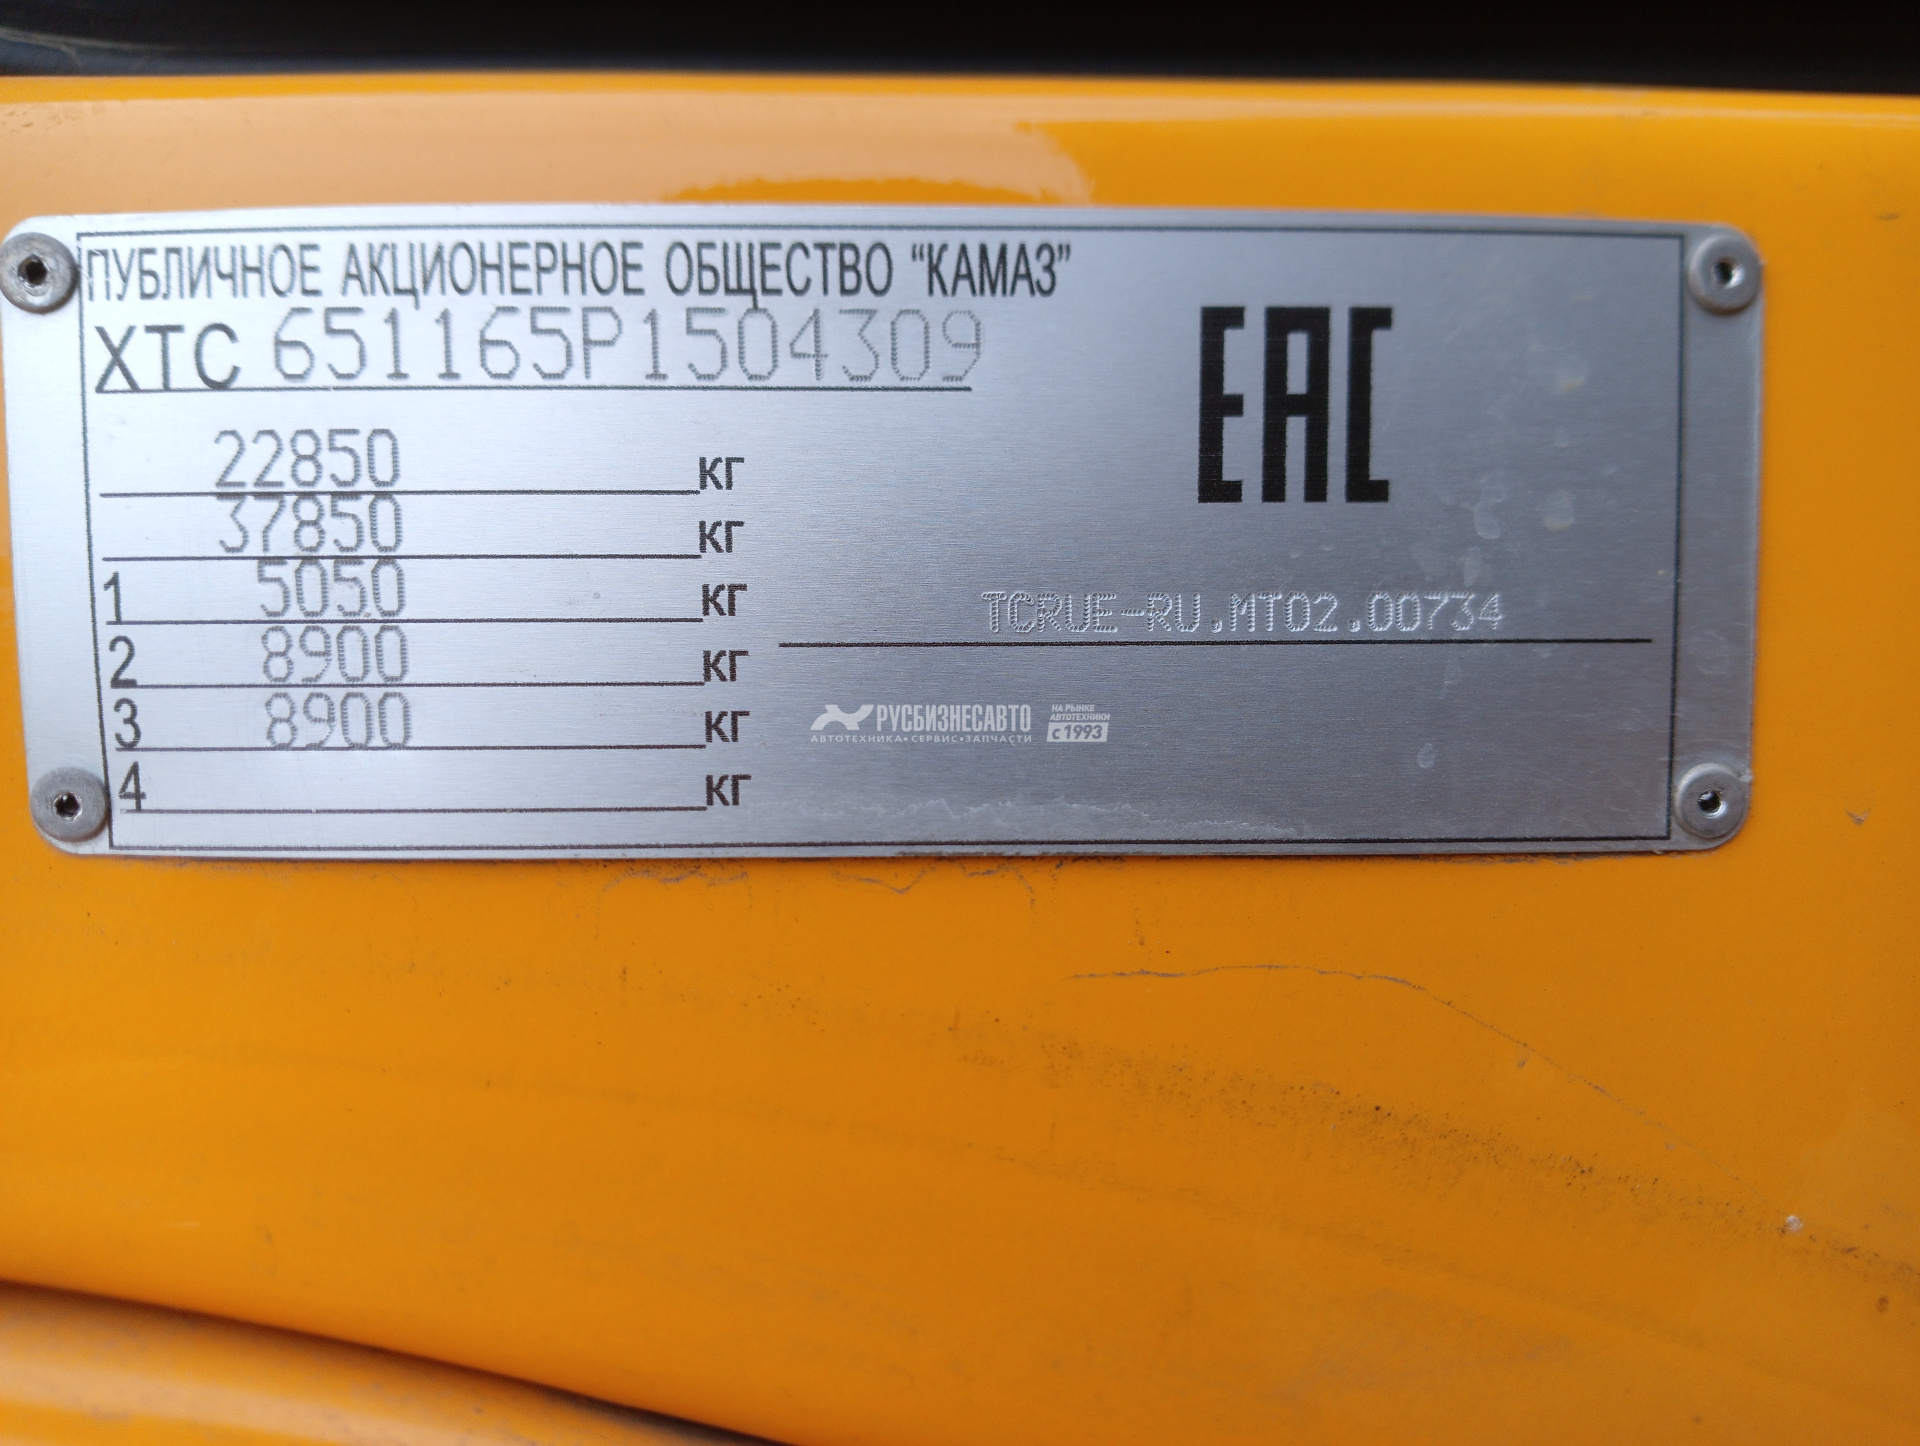 ПУБЛИЧНОЕ АКЦИОНЕРНОЕ ОБЩЕСТВО “КАМАЗ”
XTC 651165P1504309
22850 кг
37850 кг
1 5050 кг
2 8900 кг
3 8900 кг
4 кг
EAC
TCRUE-RU.MT02.00734
РУСБИЗНЕСАВТО
АВТОТЕХНИКА•СЕРВИС•ЗАПЧАСТИ
НА РЫНКЕ
АВТОТЕХНИКИ
с 1993